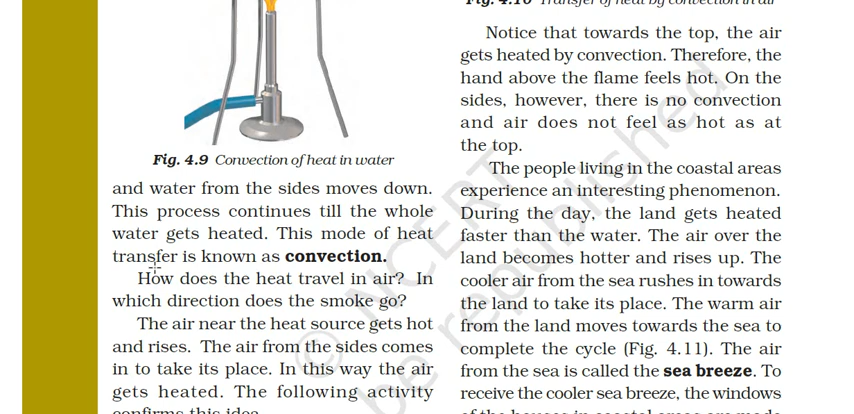 Fig. 4.9 Convection of heat in water
and water from the sides moves down.
This process continues till the whole
water gets heated. This mode of heat
transfer is known as convection.
How does the heat travel in air? In
which direction does the smoke go?
The air near the heat source gets hot
and rises. The air from the sides comes
in to take its place. In this way the air
gets heated. The following activity
confirms this idea.
Fig. 4.10 Transfer of heat by convection in air
Notice that towards the top, the air
gets heated by convection. Therefore, the
hand above the flame feels hot. On the
sides, however, there is no convection
and air does not feel as hot as at
the top.
The people living in the coastal areas
experience an interesting phenomenon.
During the day, the land gets heated
faster than the water. The air over the
land becomes hotter and rises up. The
cooler air from the sea rushes in towards
the land to take its place. The warm air
from the land moves towards the sea to
complete the cycle (Fig. 4.11). The air
from the sea is called the sea breeze. To
receive the cooler sea breeze, the windows
of the houses in coastal areas are made
© NCERT
be republished